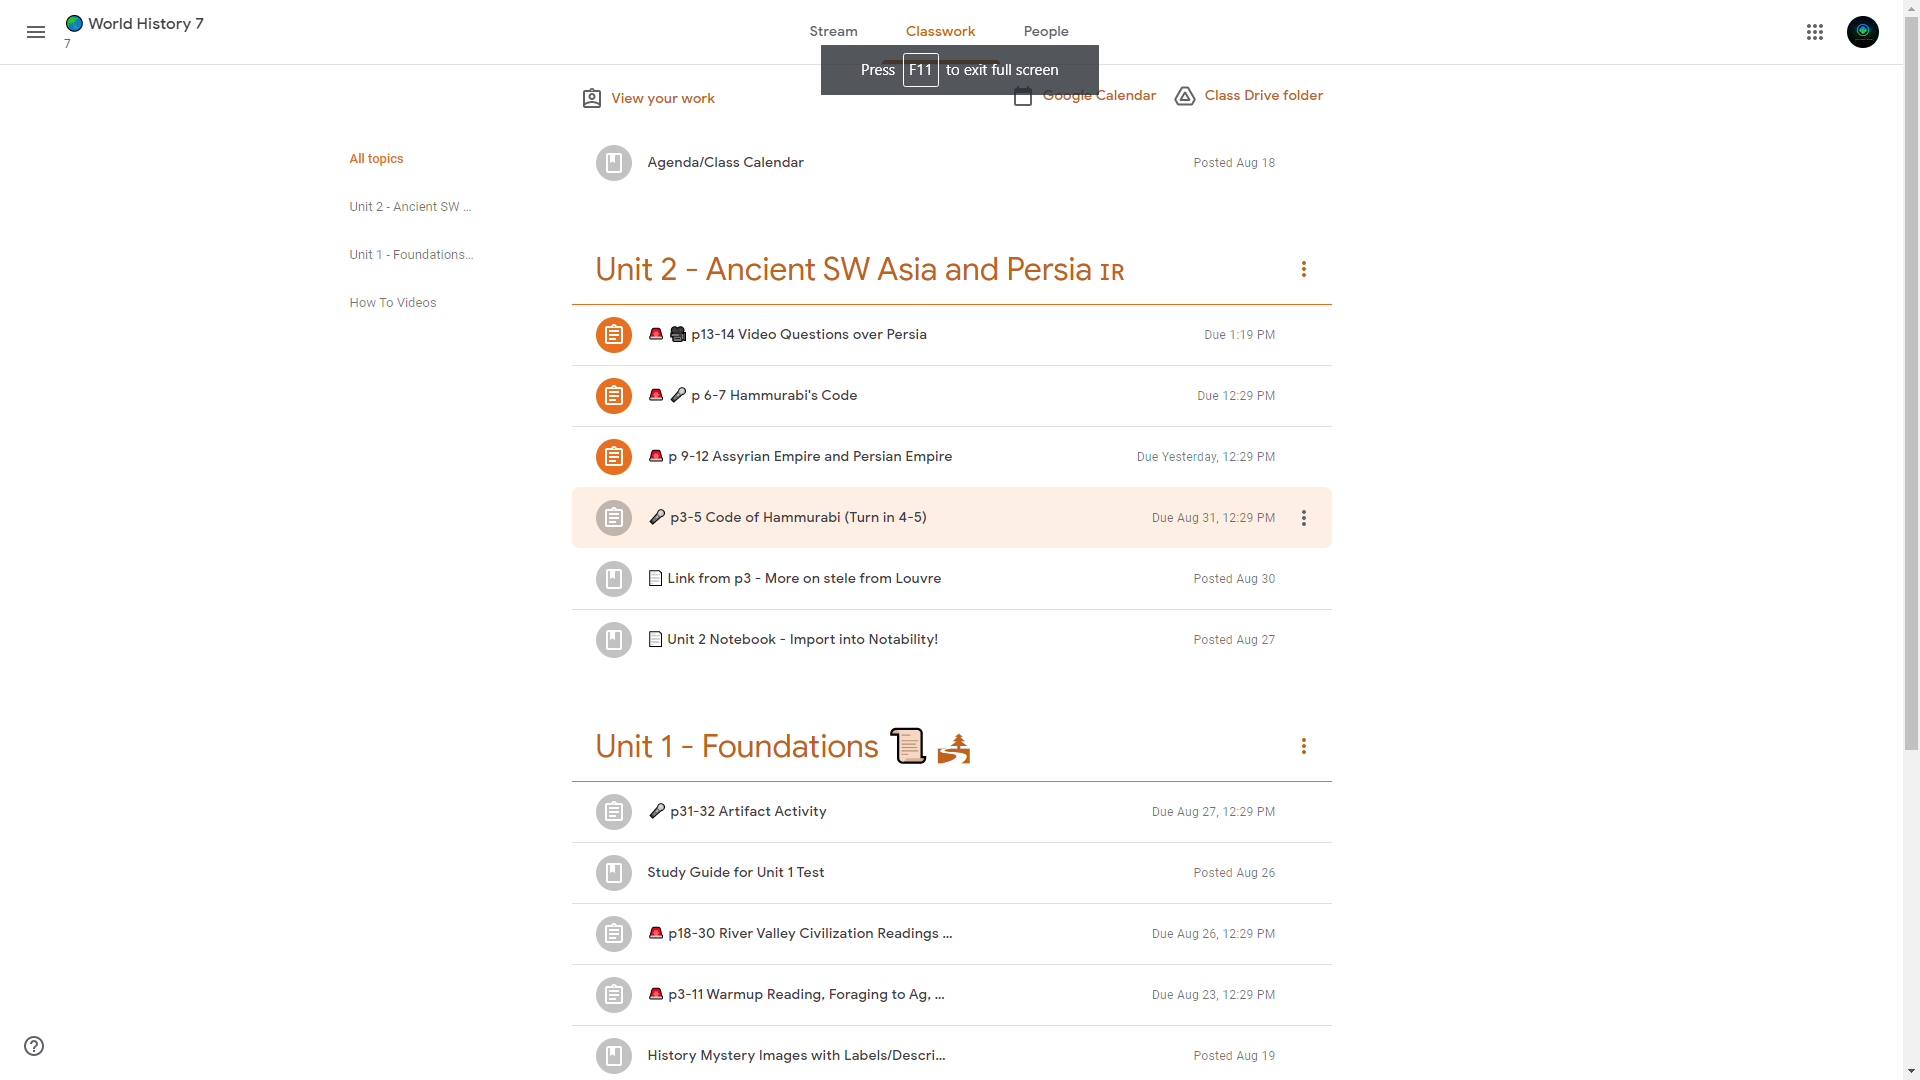 World History 7
7
Stream
Classwork
People
Press F11 to exit full screen
View your work
Google Calendar
Class Drive folder
All topics
Unit 2 - Ancient SW ...
Unit 1 - Foundations...
How To Videos
Agenda/Class Calendar
Posted Aug 18
Unit 2 - Ancient SW Asia and Persia IR
p13-14 Video Questions over Persia
Due 1:19 PM
p 6-7 Hammurabi's Code
Due 12:29 PM
p 9-12 Assyrian Empire and Persian Empire
Due Yesterday, 12:29 PM
p3-5 Code of Hammurabi (Turn in 4-5)
Due Aug 31, 12:29 PM
Link from p3 - More on stele from Louvre
Posted Aug 30
Unit 2 Notebook - Import into Notability!
Posted Aug 27
Unit 1 - Foundations
p31-32 Artifact Activity
Due Aug 27, 12:29 PM
Study Guide for Unit 1 Test
Posted Aug 26
p18-30 River Valley Civilization Readings ...
Due Aug 26, 12:29 PM
p3-11 Warmup Reading, Foraging to Ag, ...
Due Aug 23, 12:29 PM
History Mystery Images with Labels/Descri...
Posted Aug 19